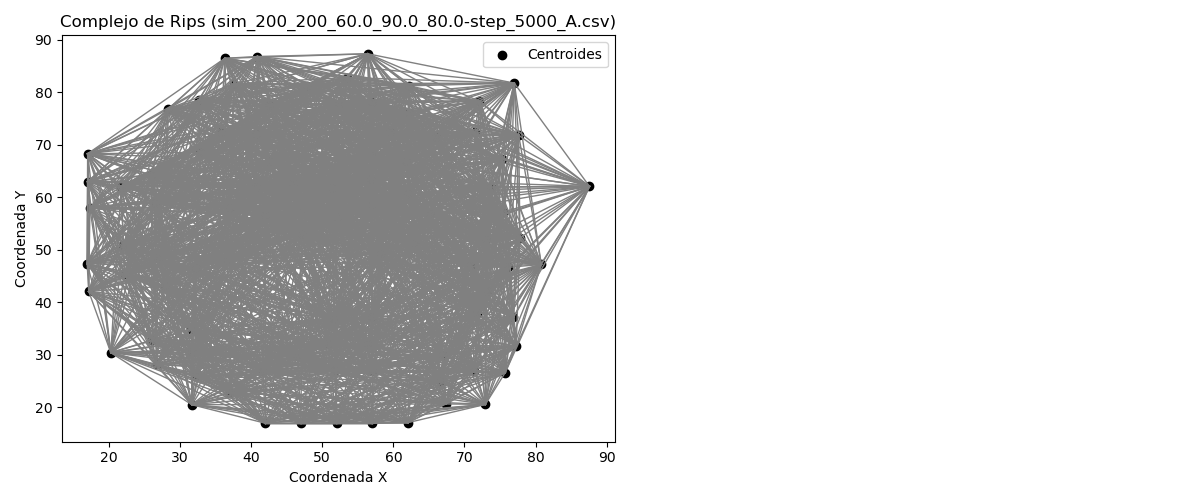 Complejo de Rips (sim_200_200_60.0_90.0_80.0-step_5000_A.csv)
Centroides
Coordenada Y
90
80
70
60
50
40
30
20
20 30 40 50 60 70 80 90
Coordenada X